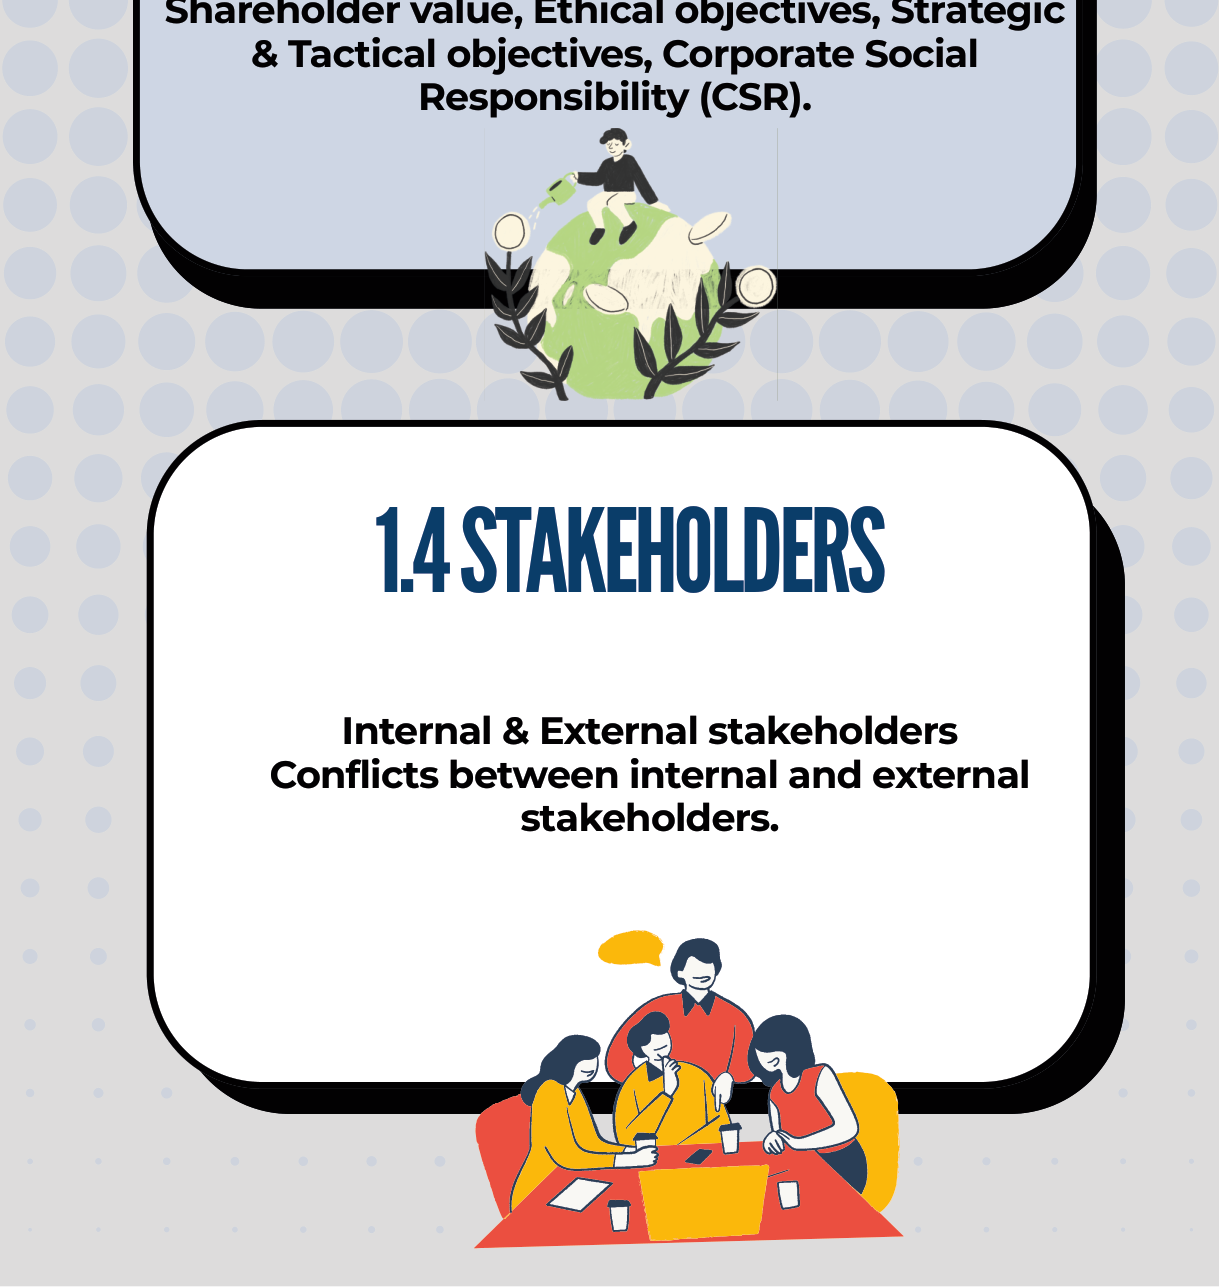 Shareholder value, Ethical objectives, Strategic
& Tactical objectives, Corporate Social
Responsibility (CSR).
1.4 STAKEHOLDERS
Internal & External stakeholders
Conflicts between internal and external
stakeholders.